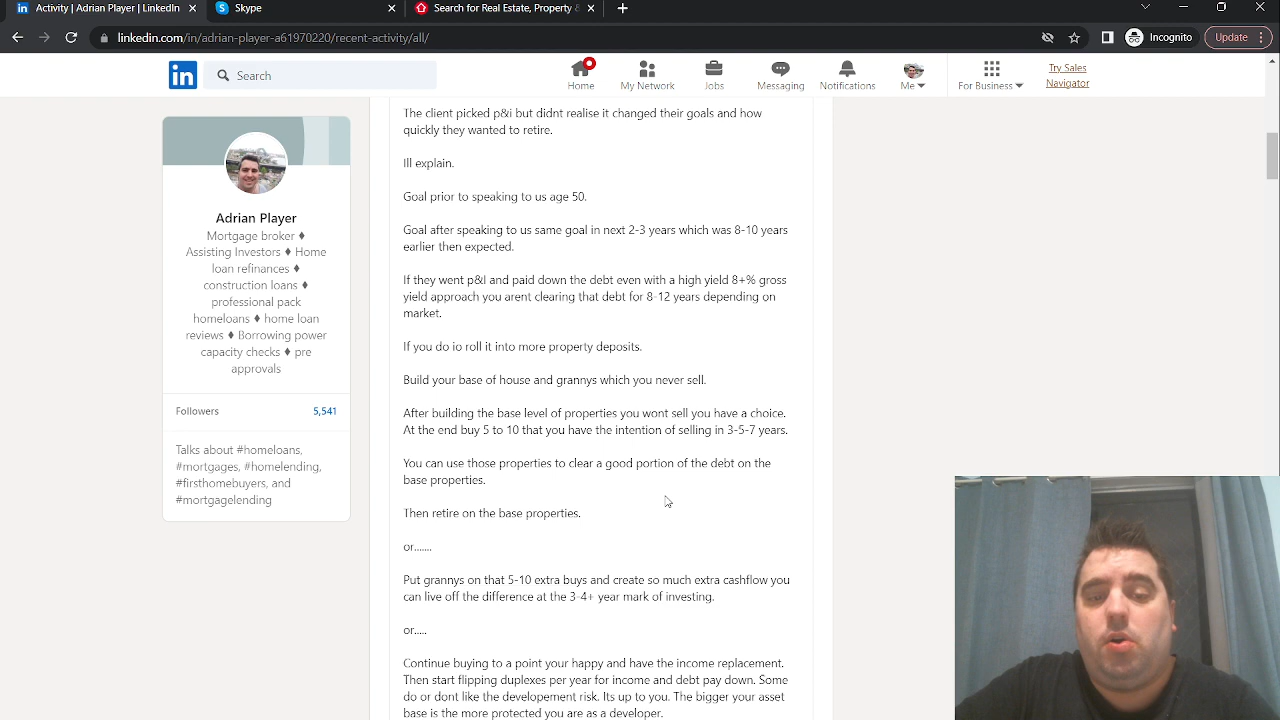 Activity | Adrian Player | LinkedIn
Skype
Search for Real Estate, Property &
linkedin.com/in/adrian-player-a61970220/recent-activity/all/
Incognito
Update
in
Search
Home
My Network
Jobs
Messaging
Notifications
Me
For Business
Try Sales
Navigator
Adrian Player
Mortgage broker ♦
Assisting Investors ♦ Home
loan refinances ♦
construction loans ♦
professional pack
homeloans ♦ home loan
reviews ♦ Borrowing power
capacity checks ♦ pre
approvals
Followers 5,541
Talks about #homeloans,
#mortgages, #homelending,
#firsthomebuyers, and
#mortgagelending
The client picked p&i but didnt realise it changed their goals and how
quickly they wanted to retire.
Ill explain.
Goal prior to speaking to us age 50.
Goal after speaking to us same goal in next 2-3 years which was 8-10 years
earlier then expected.
If they went p&I and paid down the debt even with a high yield 8+% gross
yield approach you arent clearing that debt for 8-12 years depending on
market.
If you do io roll it into more property deposits.
Build your base of house and grannys which you never sell.
After building the base level of properties you wont sell you have a choice.
At the end buy 5 to 10 that you have the intention of selling in 3-5-7 years.
You can use those properties to clear a good portion of the debt on the
base properties.
Then retire on the base properties.
or.......
Put grannys on that 5-10 extra buys and create so much extra cashflow you
can live off the difference at the 3-4+ year mark of investing.
or.....
Continue buying to a point your happy and have the income replacement.
Then start flipping duplexes per year for income and debt pay down. Some
do or dont like the developement risk. Its up to you. The bigger your asset
base is the more protected you are as a developer.